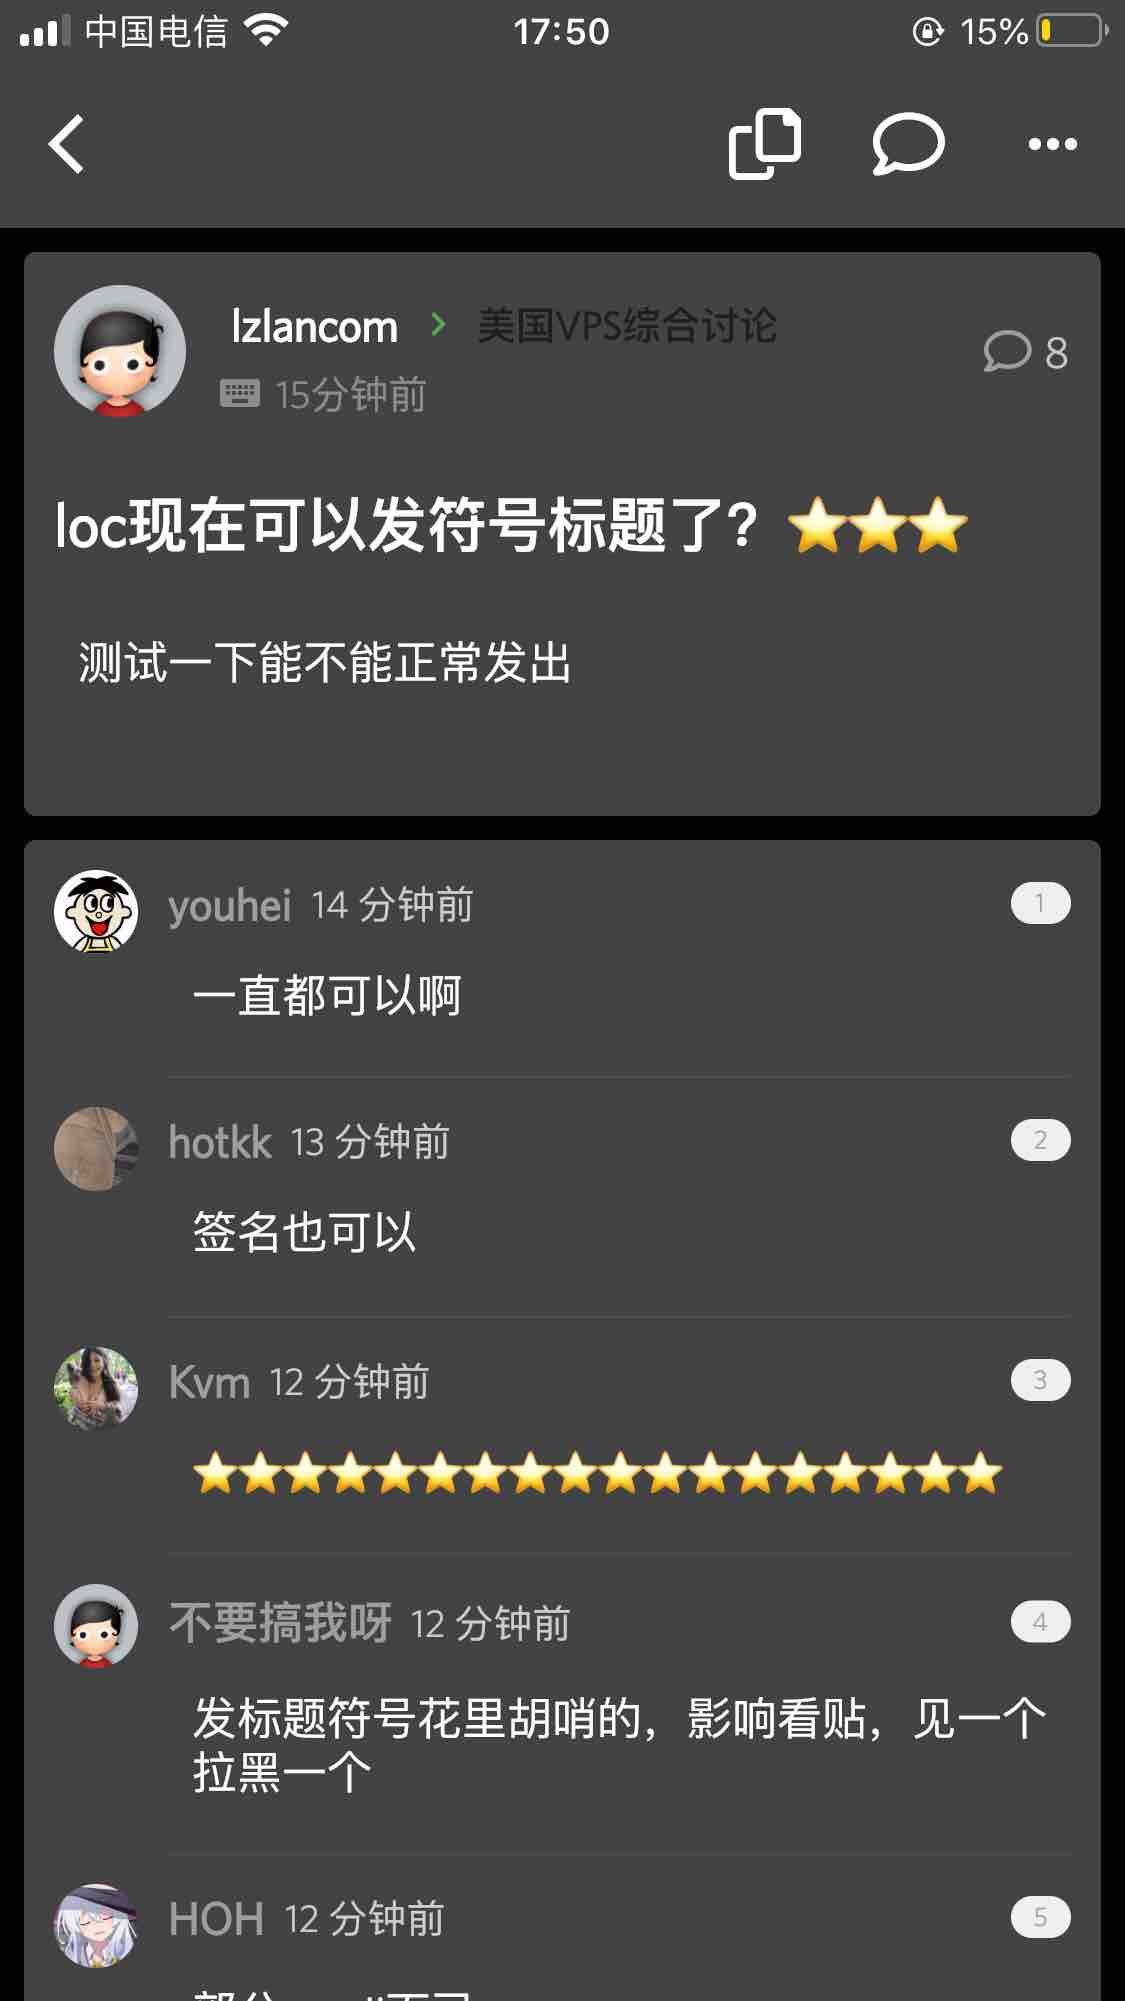 中国电信 17:50 15%
lzlancom > 美国VPS综合讨论
15分钟前 8
loc现在可以发符号标题了？⭐⭐⭐
测试一下能不能正常发出
youhei 14 分钟前 1
一直都可以啊
hotkk 13 分钟前 2
签名也可以
Kvm 12 分钟前 3
⭐⭐⭐⭐⭐⭐⭐⭐⭐⭐⭐⭐⭐⭐⭐⭐⭐⭐
不要搞我呀 12 分钟前 4
发标题符号花里胡哨的，影响看贴，见一个
拉黑一个
HOH 12 分钟前 5